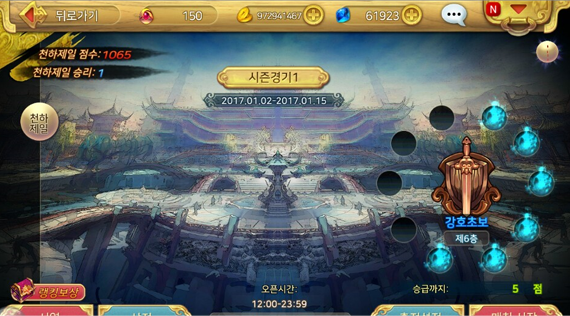 뒤로가기
150
972941467
61923
N
천하제일 점수: 1065
천하제일 승리: 1
시즌경기1
2017.01.02-2017.01.15
천하
제일
강호초보
제6층
랭킹보상
오픈시간:
12:00-23:59
승급까지:
5 점